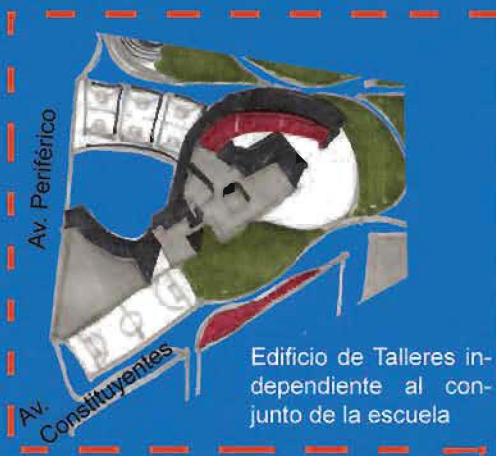 Av. Periférico
Av.
Constituyentes
Edificio de Talleres in-
dependiente al con-
junto de la escuela